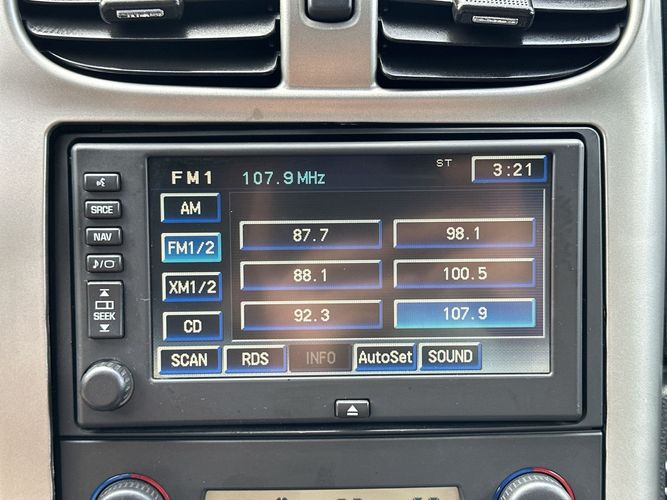 ST
FM1 107.9 MHz 3:21
SRCE
AM
NAV
FM1/2
87.7 98.1
88.1 100.5
XM1/2
SEEK
92.3 107.9
CD
SCAN RDS INFO AutoSet SOUND